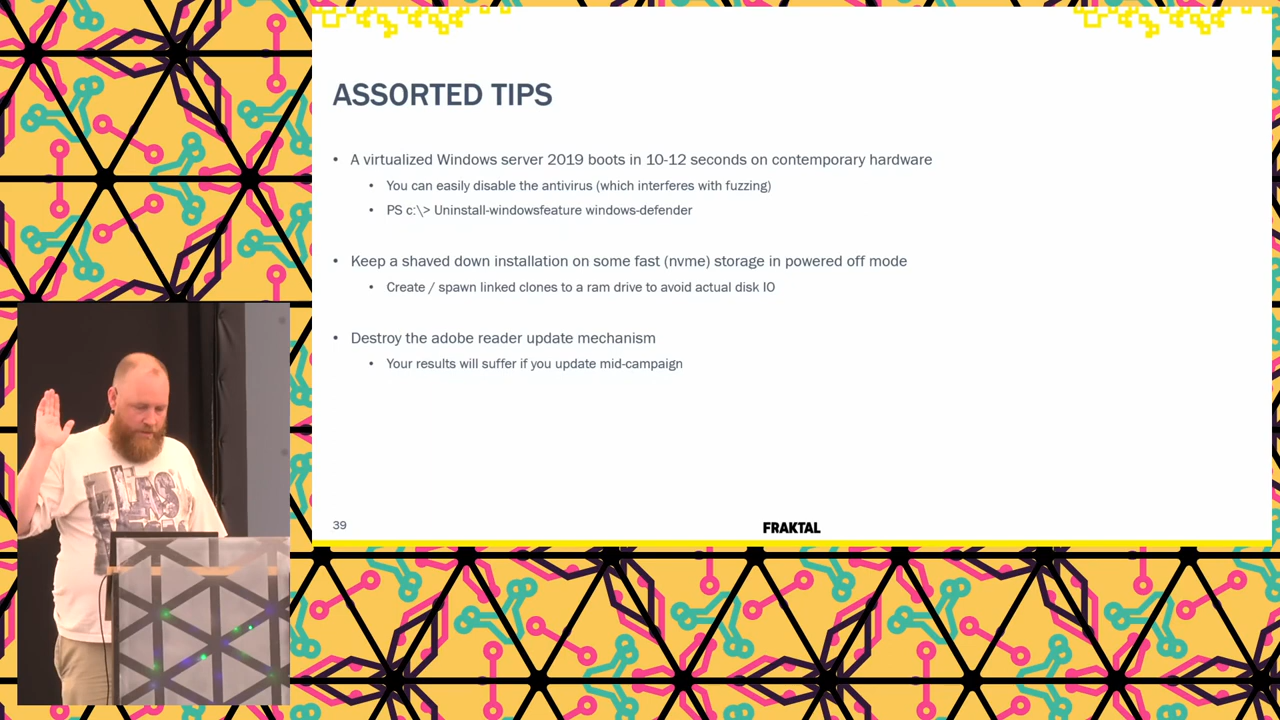 ASSORTED TIPS
• A virtualized Windows server 2019 boots in 10-12 seconds on contemporary hardware
• You can easily disable the antivirus (which interferes with fuzzing)
• PS c:\> Uninstall-windowsfeature windows-defender
• Keep a shaved down installation on some fast (nvme) storage in powered off mode
• Create / spawn linked clones to a ram drive to avoid actual disk IO
• Destroy the adobe reader update mechanism
• Your results will suffer if you update mid-campaign
39
FRAKTAL